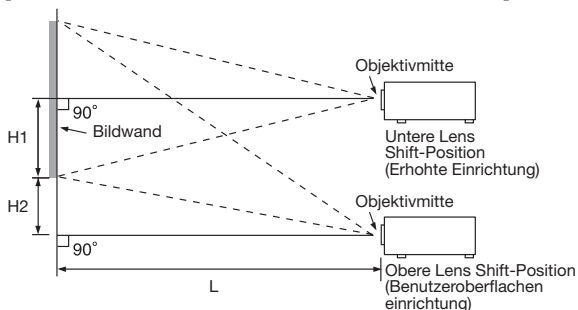 Objektivmitte
90°
Bildwand
H1
Untere Lens
Shift-Position
(Erhohte Einrichtung)
H2
Objektivmitte
90°
L
Obere Lens Shift-Position
(Benutzeroberflachen
einrichtung)